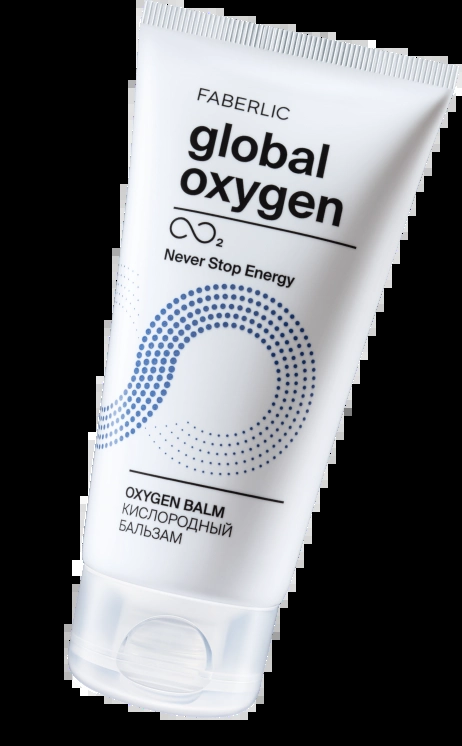 FABERLIC
global
oxygen
2
Never Stop Energy
OXYGEN BALM
КИСЛОРОДНЫЙ
БАЛЬЗАМ